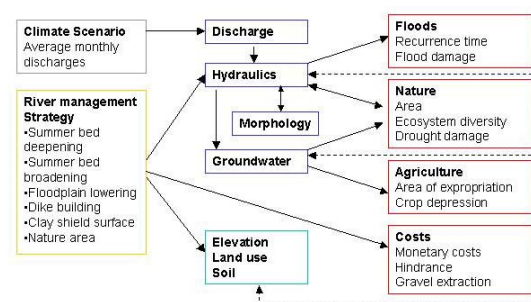 Climate Scenario
Average monthly
discharges
River management
Strategy
•Summer bed
deepening
•Summer bed
broadening
•Floodplain lowering
•Dike building
•Clay shield surface
•Nature area
Discharge
Hydraulics
Morphology
Groundwater
Elevation
Land use
Soil
Floods
Recurrence time
Flood damage
Nature
Area
Ecosystem diversity
Drought damage
Agriculture
Area of expropriation
Crop depression
Costs
Monetary costs
Hindrance
Gravel extraction